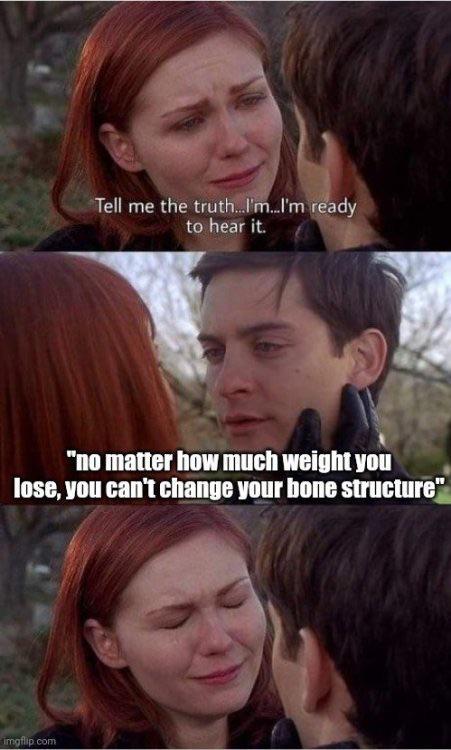 Tell me the truth...I'm...I'm ready
to hear it.
"no matter how much weight you
lose, you can't change your bone structure"
imgflip.com